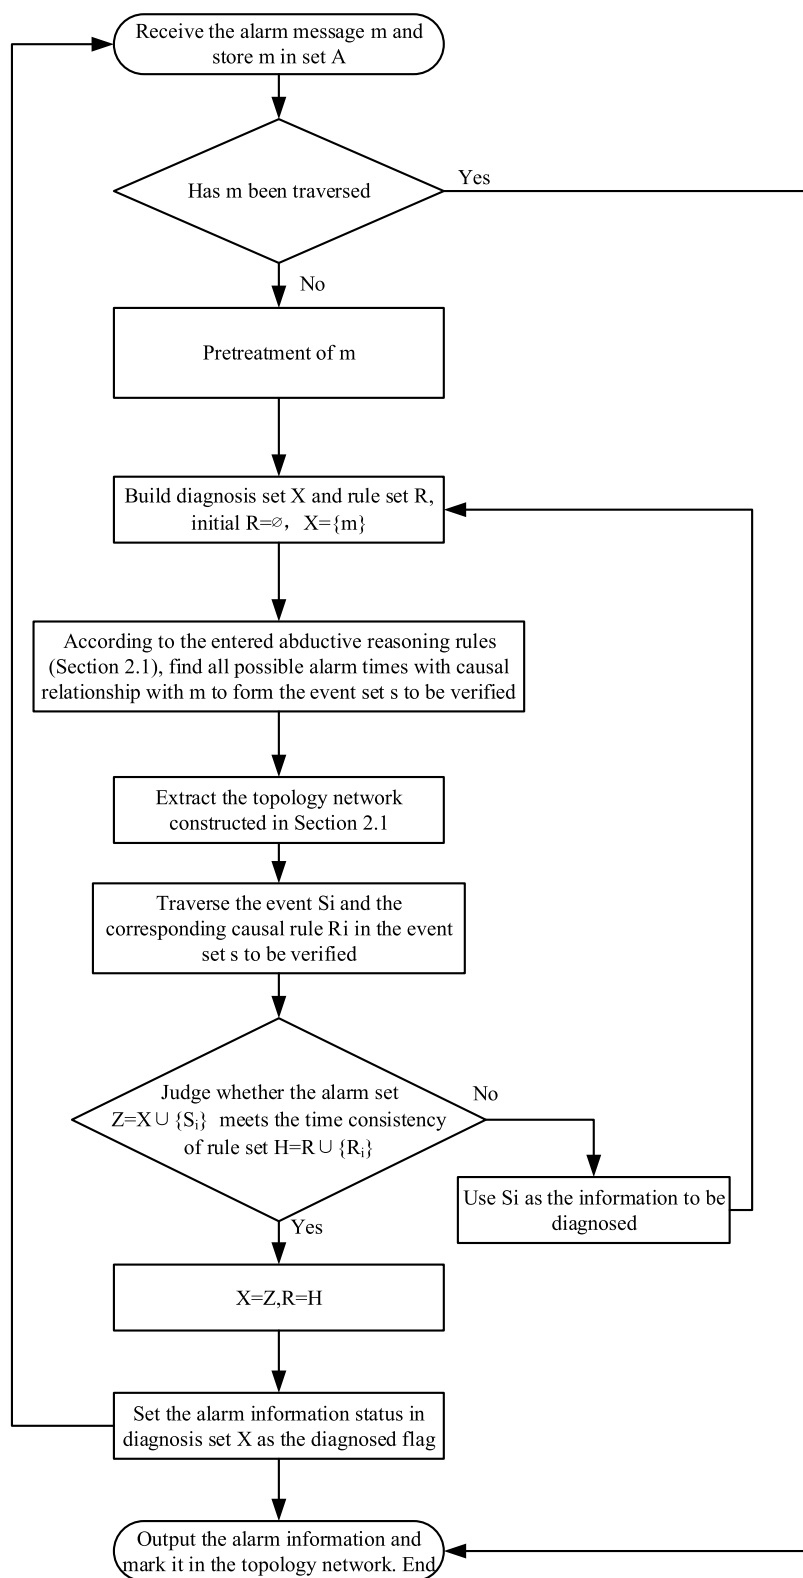 Receive the alarm message m and
store m in set A
Has m been traversed
Yes
No
Pretreatment of m
Build diagnosis set X and rule set R,
initial R=∅，X={m}
According to the entered abductive reasoning rules
(Section 2.1), find all possible alarm times with causal
relationship with m to form the event set s to be verified
Extract the topology network
constructed in Section 2.1
Traverse the event Si and the
corresponding causal rule Ri in the event
set s to be verified
Judge whether the alarm set
Z=X∪{Sᵢ} meets the time consistency
of rule set H=R∪{Rᵢ}
No
Use Si as the information to be
diagnosed
Yes
X=Z,R=H
Set the alarm information status in
diagnosis set X as the diagnosed flag
Output the alarm information and
mark it in the topology network. End